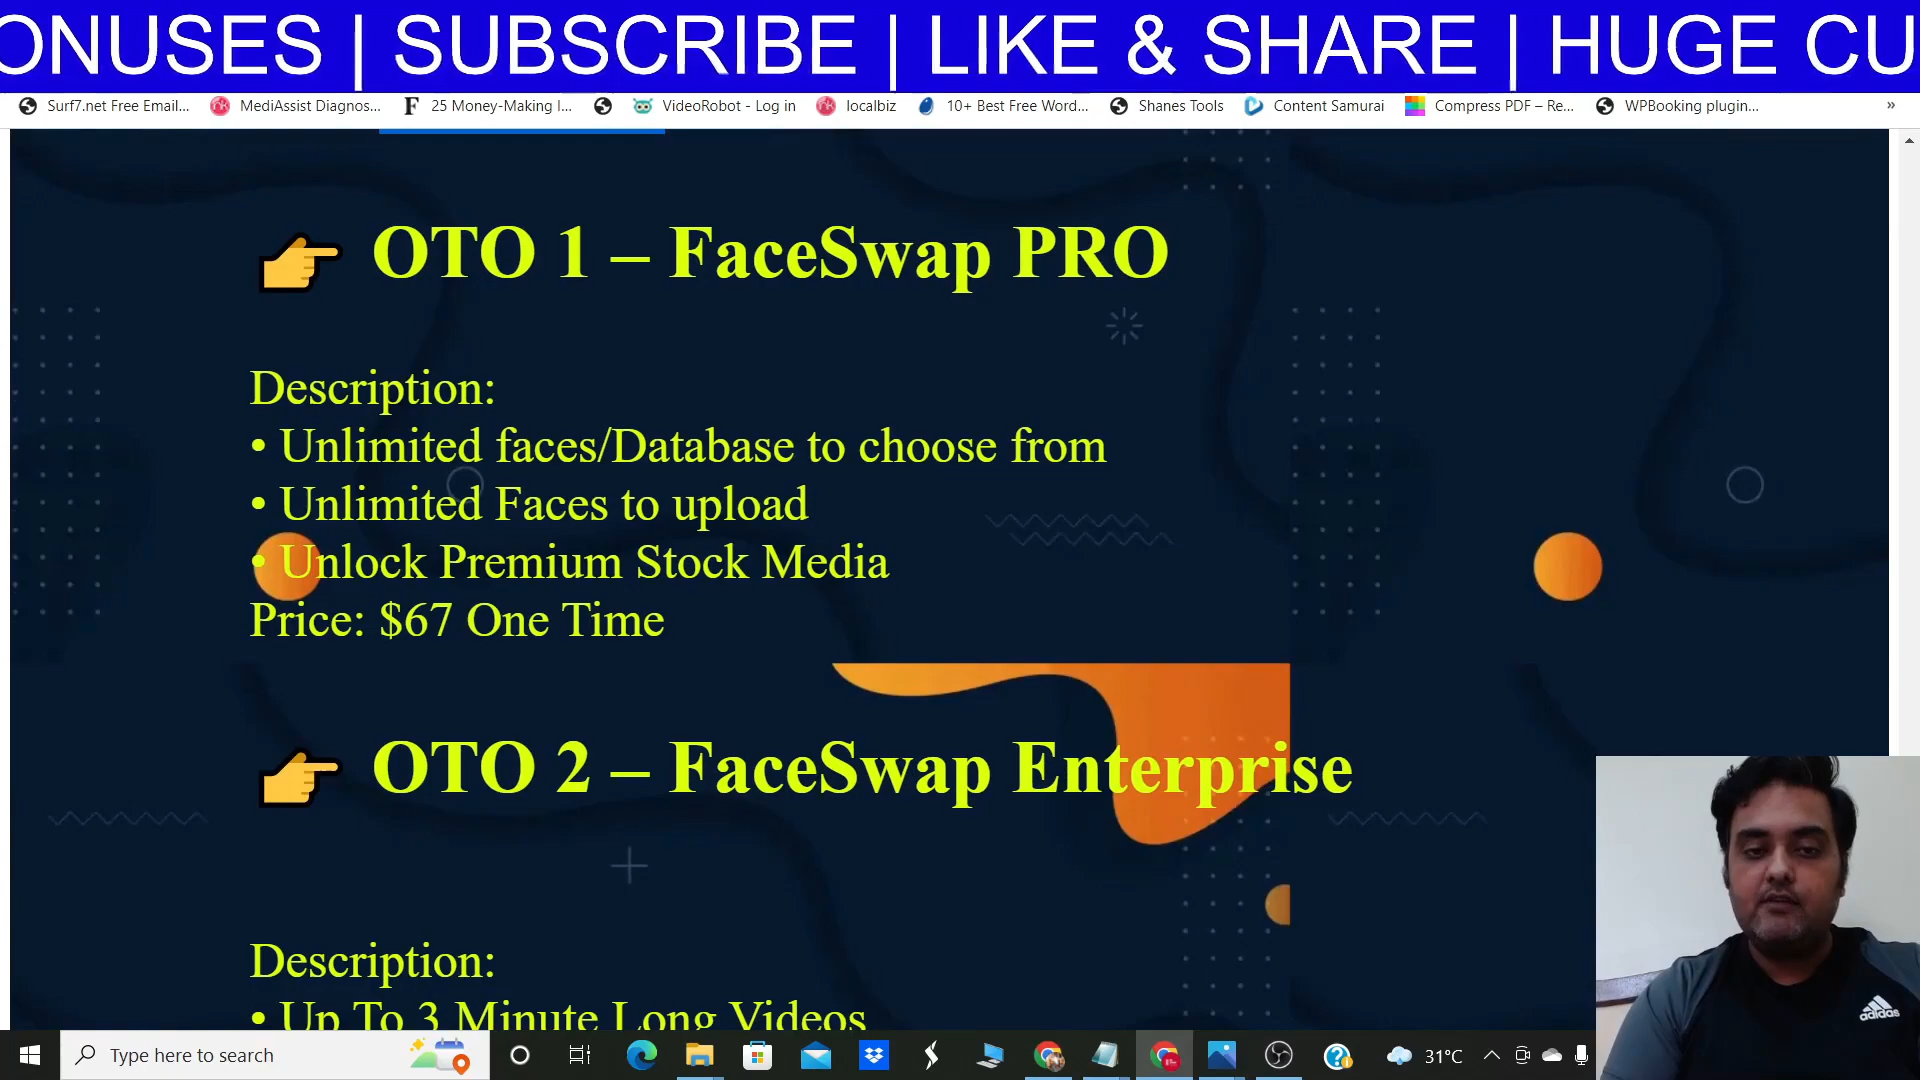 ONUSES | SUBSCRIBE | LIKE & SHARE | HUGE CU
Surf7.net Free Email... MediAssist Diagnos... 25 Money-Making I... VideoRobot - Log in localbiz 10+ Best Free Word... Shanes Tools Content Samurai Compress PDF – Re... WPBooking plugin... »
OTO 1 – FaceSwap PRO
Description:
• Unlimited faces/Database to choose from
• Unlimited Faces to upload
• Unlock Premium Stock Media
Price: $67 One Time
OTO 2 – FaceSwap Enterprise
Description:
• Up To 3 Minute Long Videos
adidas
Type here to search
31°C